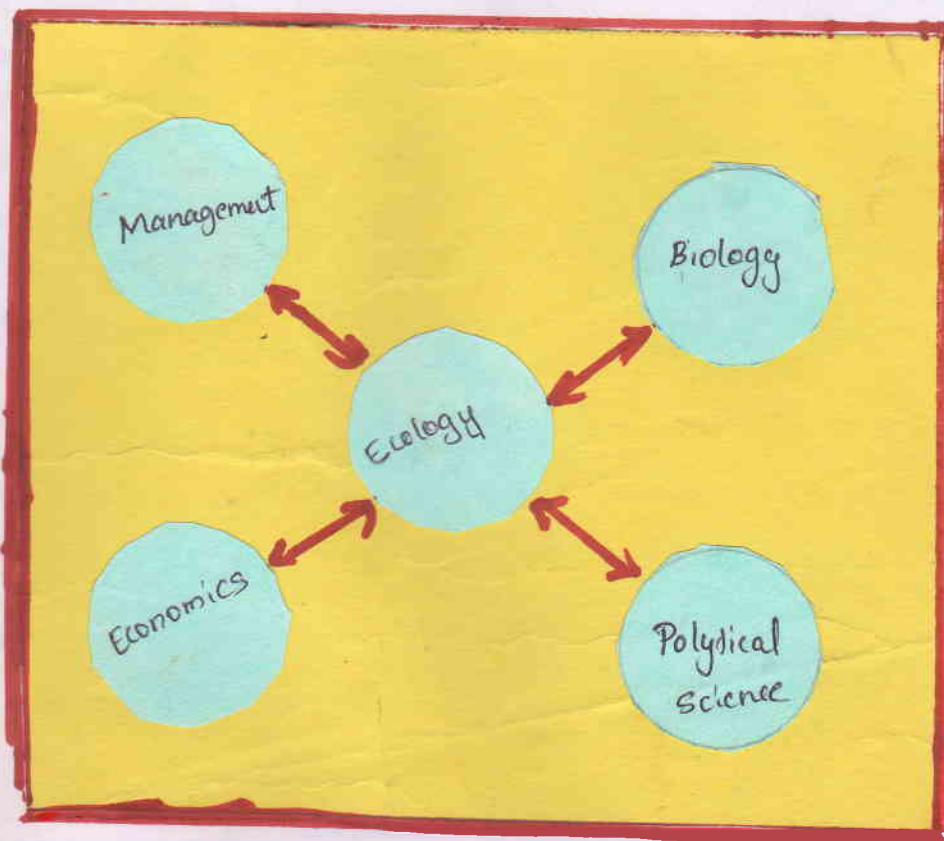 Management
Biology
Ecology
Economics
Polytical
science